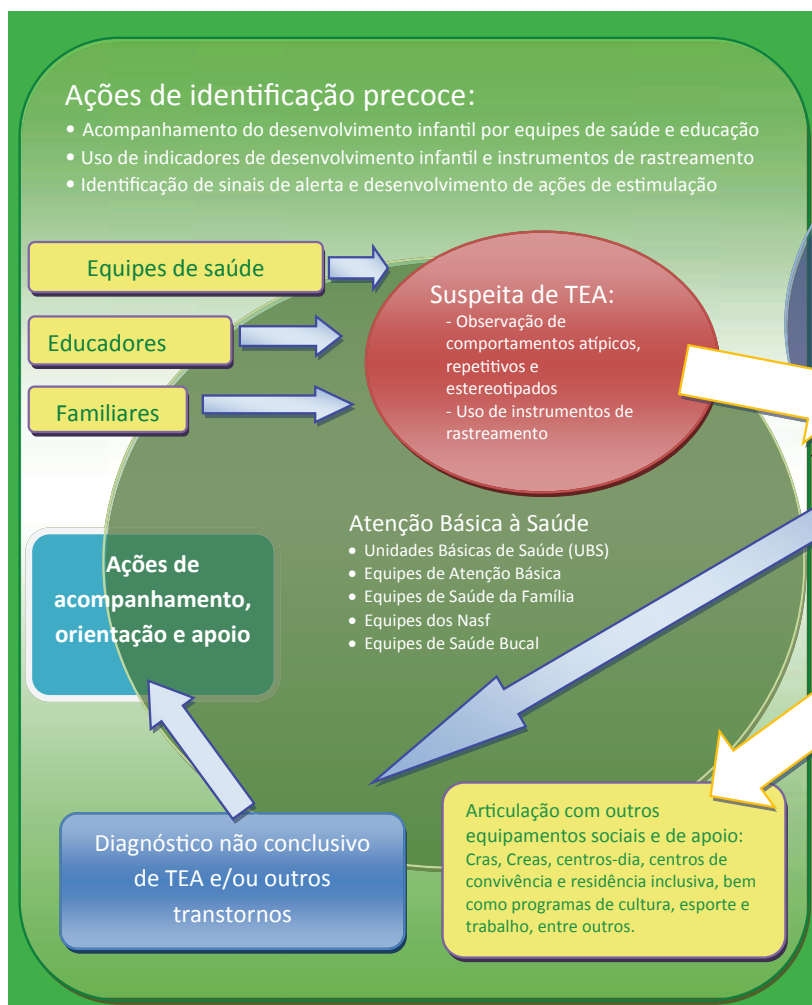 Ações de identificação precoce:
• Acompanhamento do desenvolvimento infantil por equipes de saúde e educação
• Uso de indicadores de desenvolvimento infantil e instrumentos de rastreamento
• Identificação de sinais de alerta e desenvolvimento de ações de estimulação
Equipes de saúde
Educadores
Familiares
Suspeita de TEA:
- Observação de
comportamentos atípicos,
repetitivos e
estereotipados
- Uso de instrumentos de
rastreamento
Atenção Básica à Saúde
• Unidades Básicas de Saúde (UBS)
• Equipes de Atenção Básica
• Equipes de Saúde da Família
• Equipes dos Nasf
• Equipes de Saúde Bucal
Ações de
acompanhamento,
orientação e apoio
Diagnóstico não conclusivo
de TEA e/ou outros
transtornos
Articulação com outros
equipamentos sociais e de apoio:
Cras, Creas, centros-dia, centros de
convivência e residência inclusiva, bem
como programas de cultura, esporte e
trabalho, entre outros.